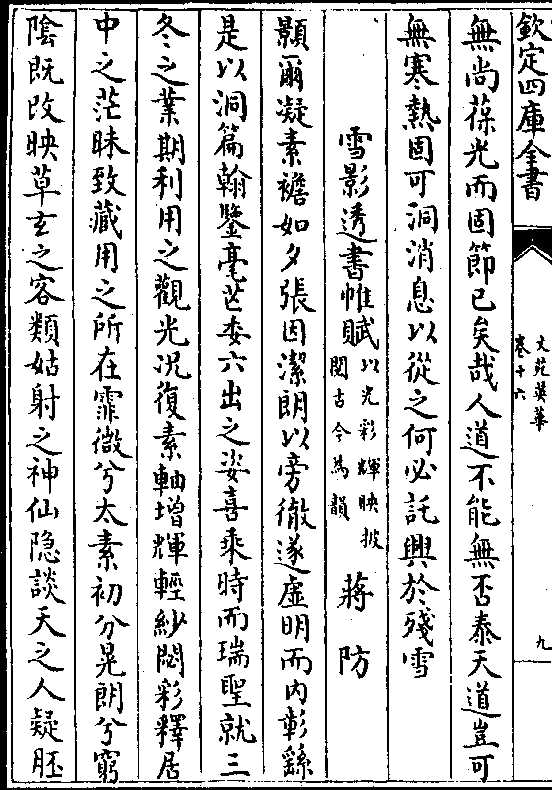 欽定四庫全書
文苑英華
卷十六
九
無尚葆光而固節已矣哉人道不能無否泰天道豈可
無寒熱固可洞消息以從之何必託興於殘雪
雪影透書帷賦以光彩輝映披閱古今為韻 蔣防
顥爾凝素襜如夕張因潔朗以旁徹遂虛明而內彰繇
是以洞篇翰鑒毫芒委六出之姿喜乘時而瑞聖就三
冬之業期利用之觀光况復素軸增輝輕紗閟彩釋居
中之茫昧致藏用之所在霏微兮太素初分晃朗兮窮
陰既改映草玄之客類姑射之神仙隐談天之人疑胚